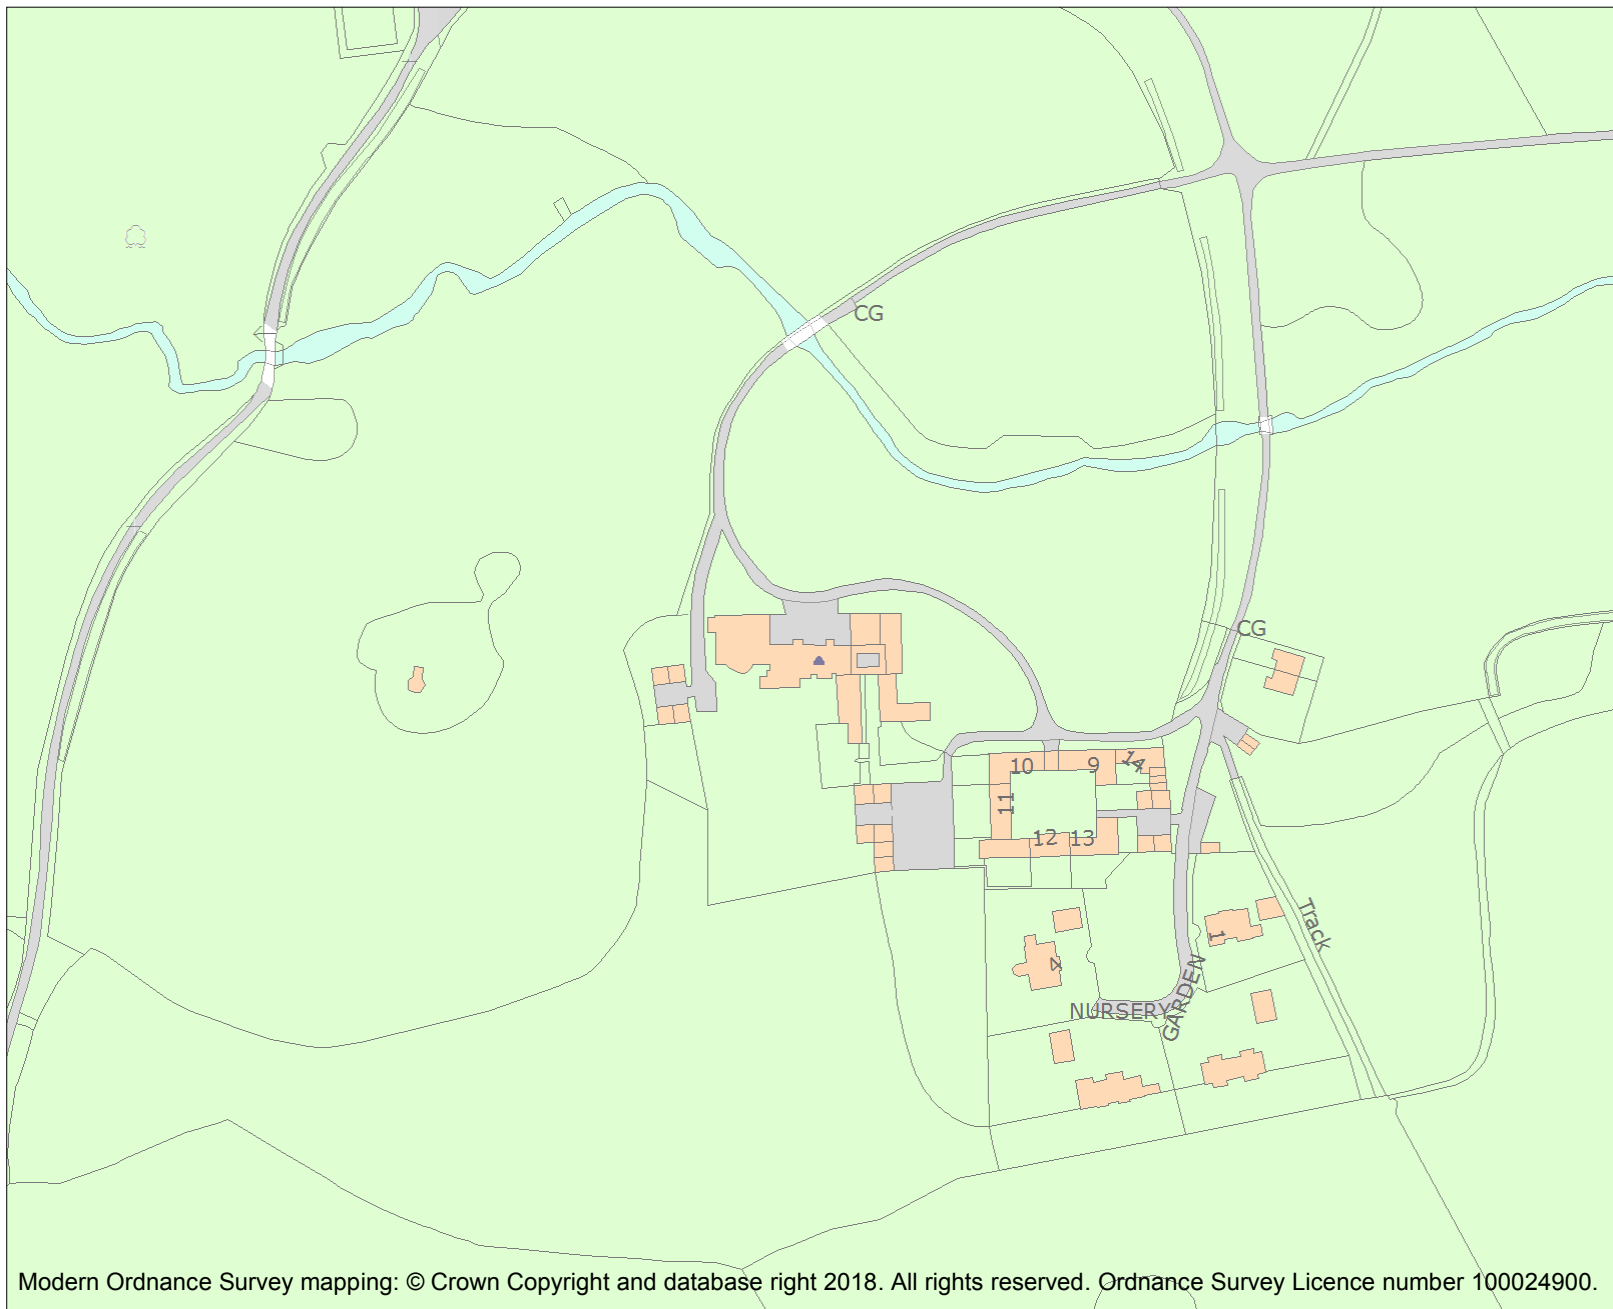 CG
CG
10
9
14
11
12
13
Track
1
4
NURSERY
GARDEN
Modern Ordnance Survey mapping: © Crown Copyright and database right 2018. All rights reserved. Ordnance Survey Licence number 100024900.